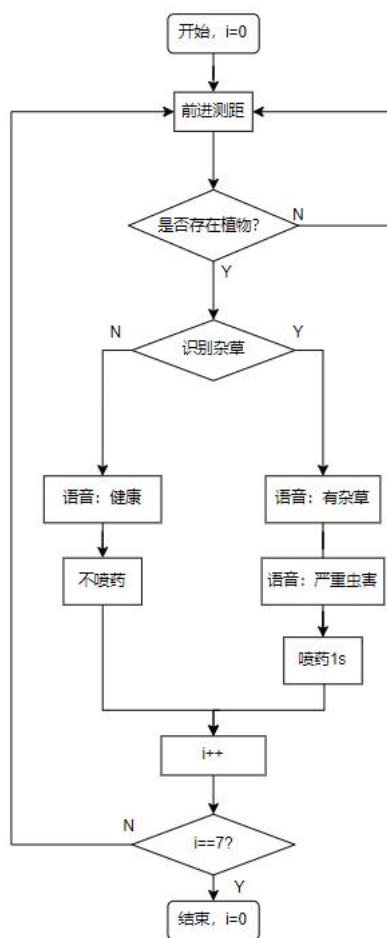 开始，i=0
前进测距
是否存在植物?
N
Y
N
Y
识别杂草
语音：健康
语音：有杂草
不喷药
语音：严重虫害
喷药1s
i++
N
i==7?
Y
结束，i=0